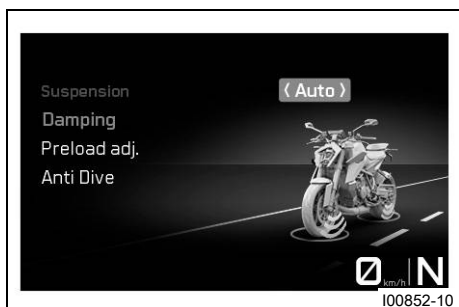 Suspension ⟨ Auto ⟩
Damping
Preload adj.
Anti Dive
0 km/h N
I00852-10